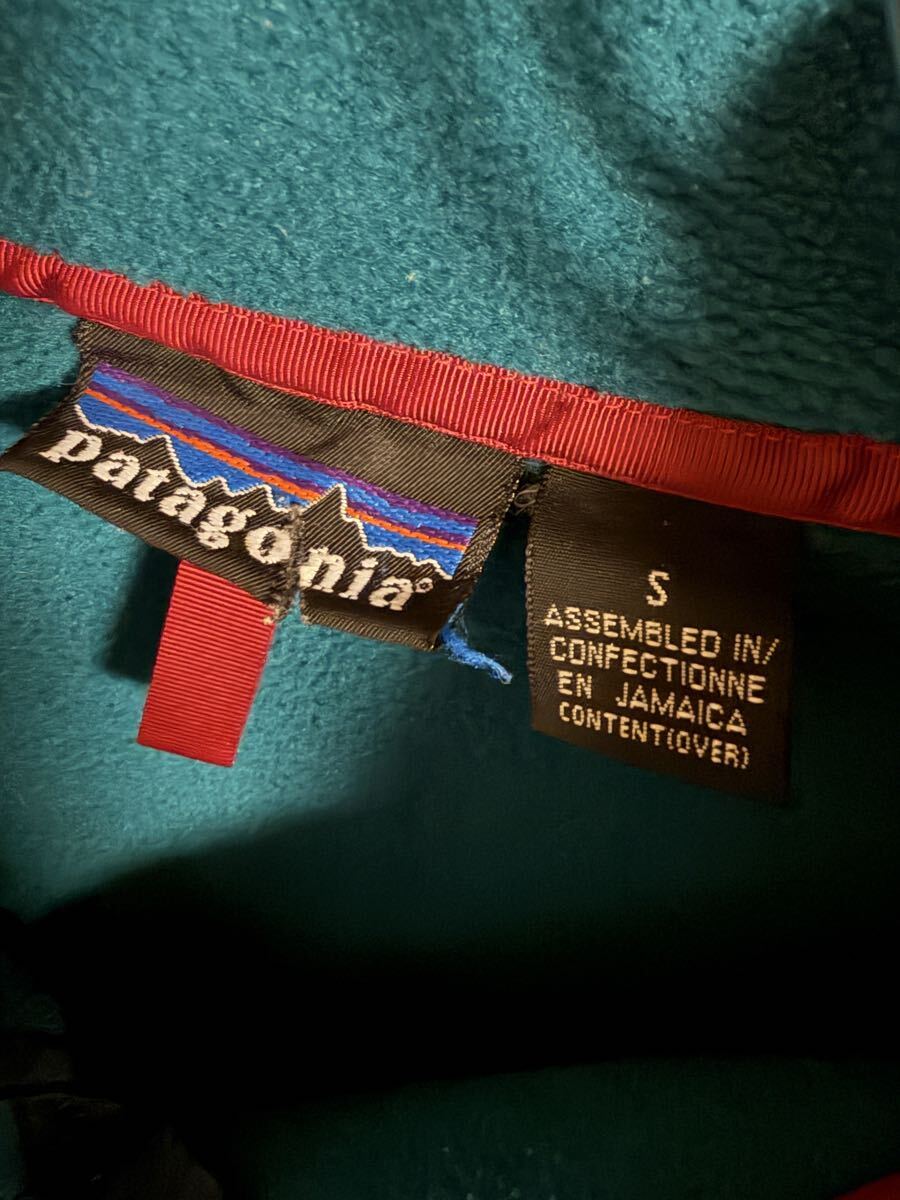 patagonia®
S
ASSEMBLED IN/
CONFECTIONNE
EN JAMAICA
CONTENT(OVER)